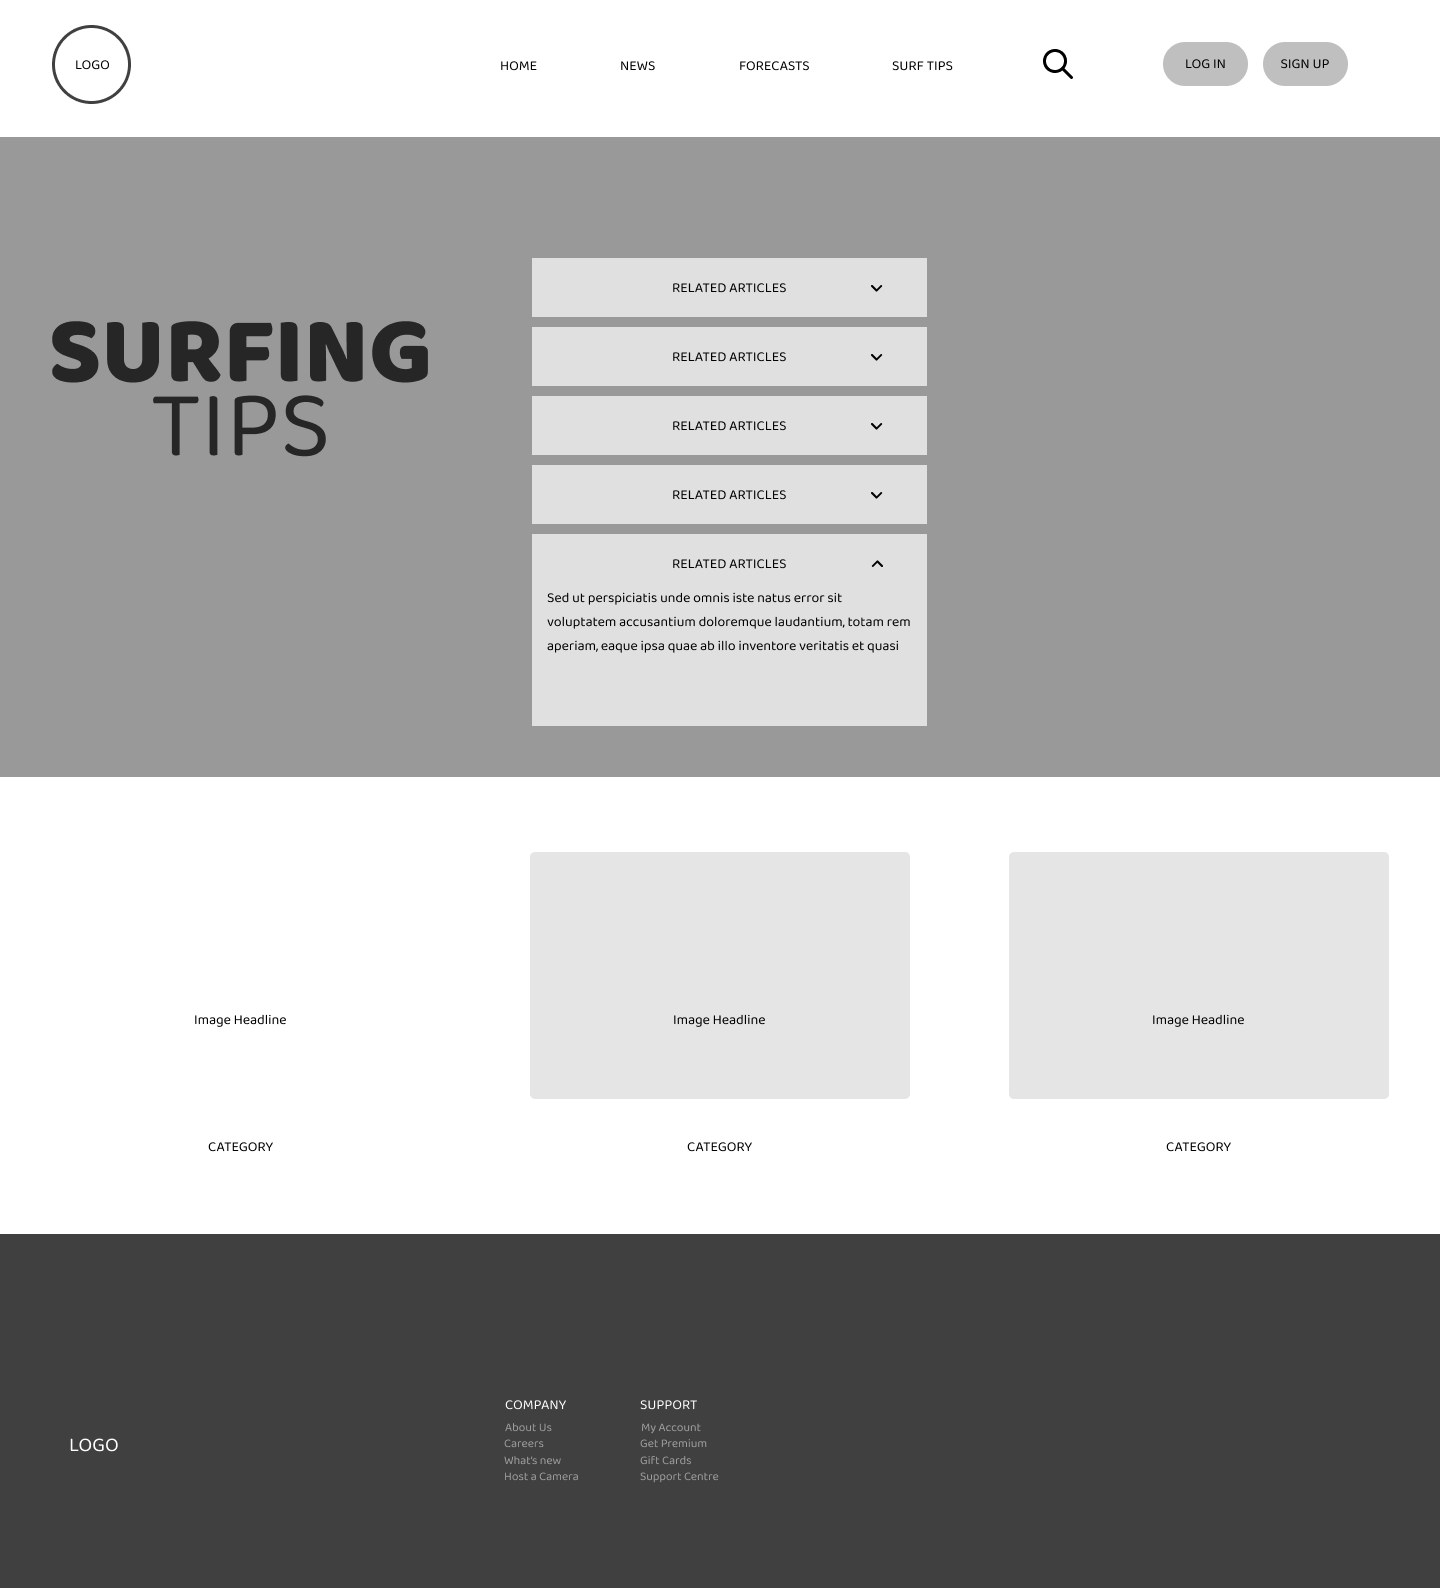 LOGO
HOME
NEWS
FORECASTS
SURF TIPS
LOG IN
SIGN UP
SURFING
TIPS
RELATED ARTICLES
RELATED ARTICLES
RELATED ARTICLES
RELATED ARTICLES
RELATED ARTICLES
Sed ut perspiciatis unde omnis iste natus error sit
voluptatem accusantium doloremque laudantium, totam rem
aperiam, eaque ipsa quae ab illo inventore veritatis et quasi
Image Headline
Image Headline
Image Headline
CATEGORY
CATEGORY
CATEGORY
LOGO
COMPANY
About Us
Careers
What's new
Host a Camera
SUPPORT
My Account
Get Premium
Gift Cards
Support Centre